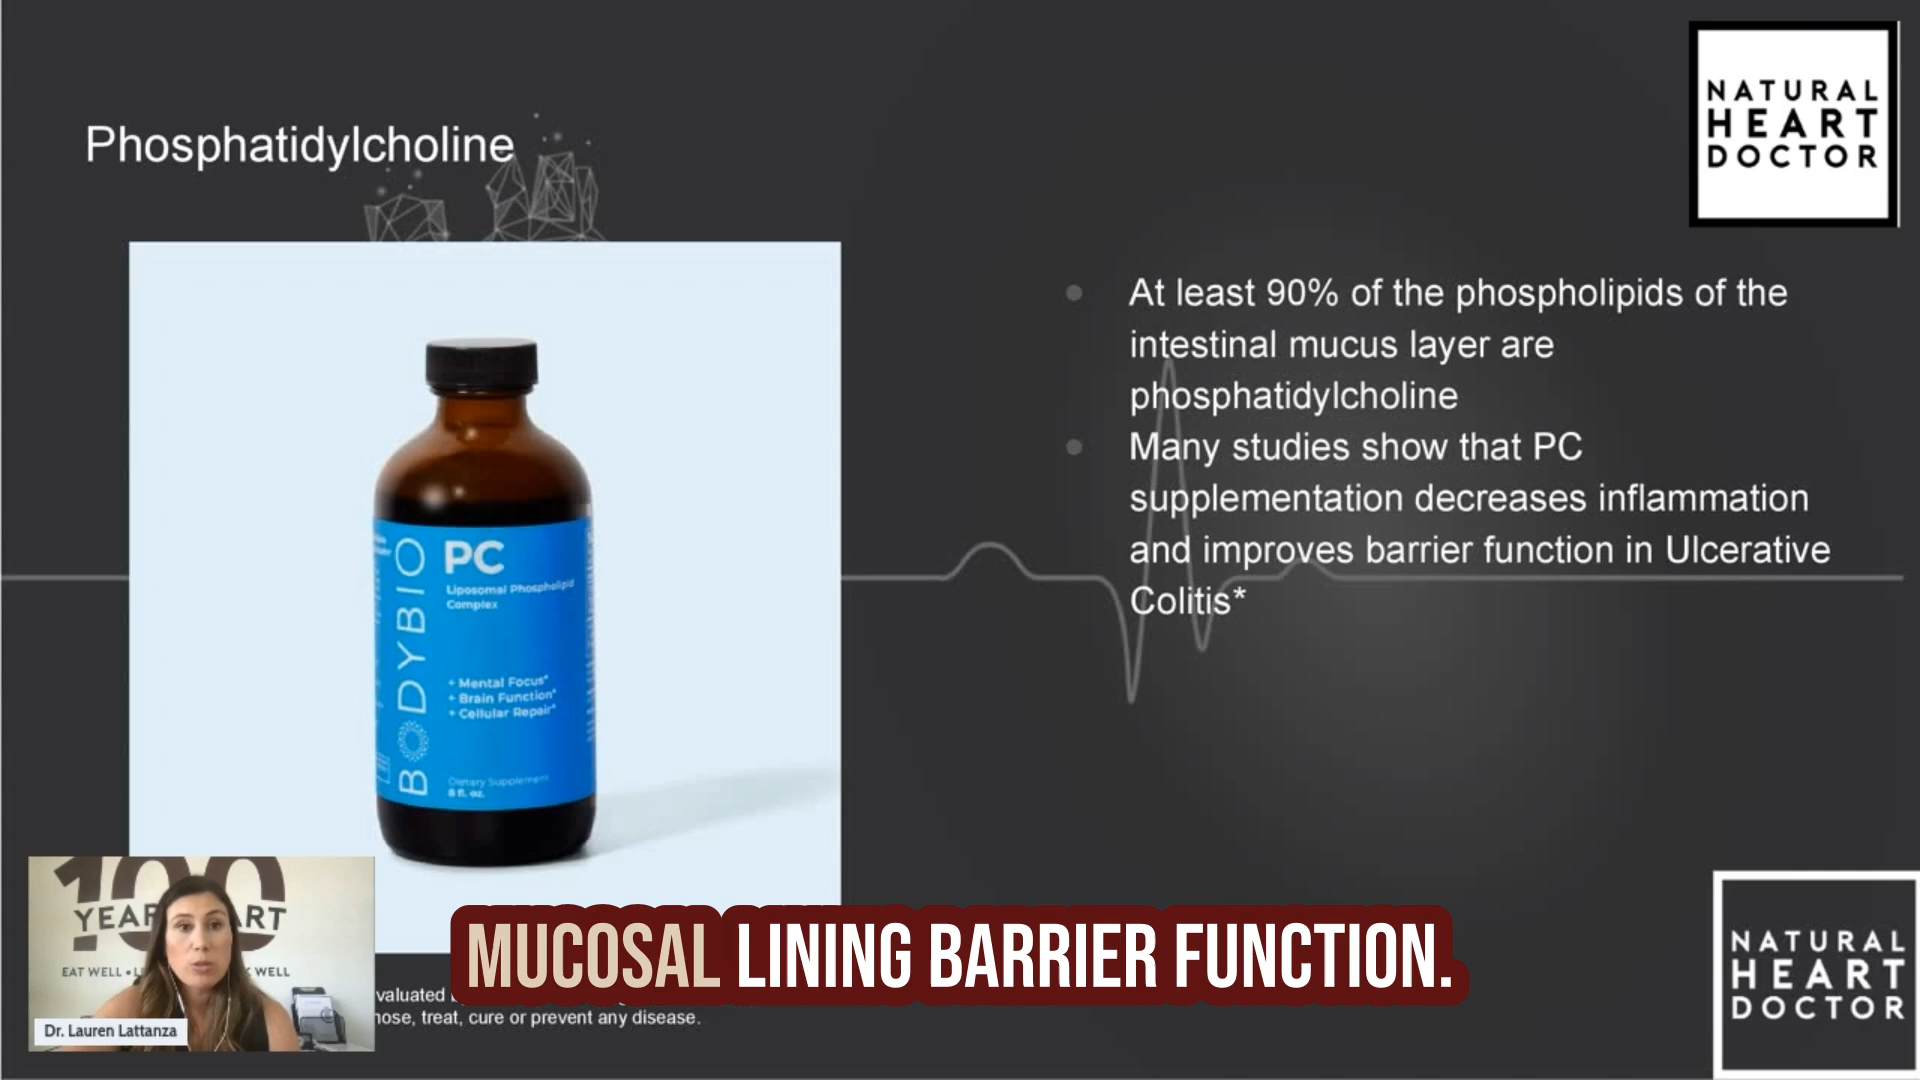 NATURAL
HEART
DOCTOR
Phosphatidylcholine
At least 90% of the phospholipids of the
intestinal mucus layer are
phosphatidylcholine
Many studies show that PC
supplementation decreases inflammation
and improves barrier function in Ulcerative
Colitis*
BODYBIO
PC
Liposomal Phospholipid
Complex
+ Mental Focus*
+ Brain Function*
+ Cellular Repair*
Dietary Supplement
8 fl. oz.
100
YEAR
ART
EAT WELL
WELL
Dr. Lauren Lattanza
MUCOSAL LINING BARRIER FUNCTION.
valuated
nose, treat, cure or prevent any disease.
NATURAL
HEART
DOCTOR